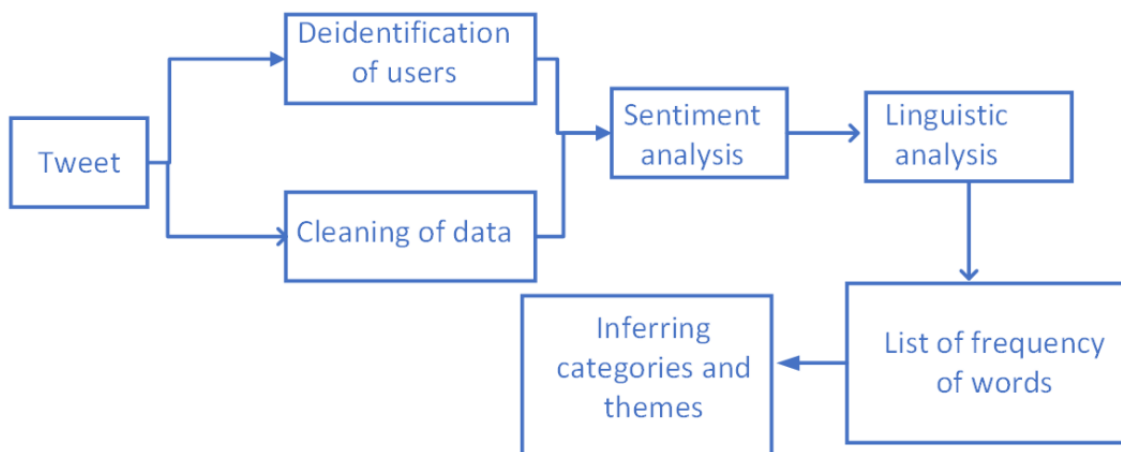 Deidentification
of users
Tweet
Cleaning of data
Sentiment
analysis
Linguistic
analysis
List of frequency
of words
Inferring
categories and
themes